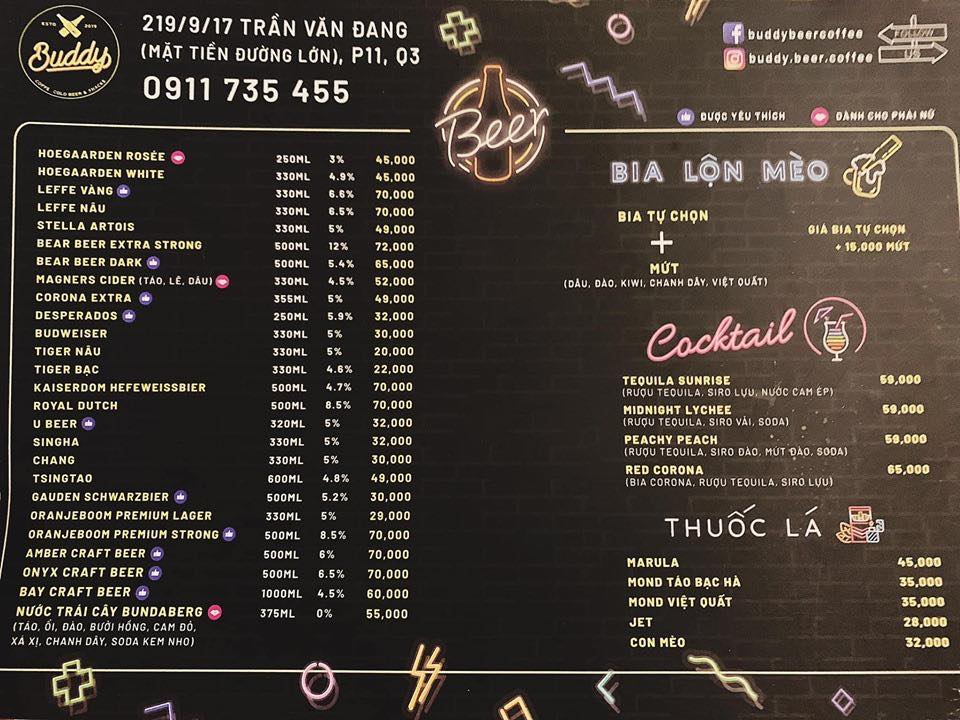 ESTD 2019
Buddy
COFFE, COLD BEER & SNACKS
219/9/17 TRẦN VĂN ĐANG
(MẶT TIỀN ĐƯỜNG LỚN), P11, Q3
0911 735 455
buddybeercoffee
buddy.beer.coffee
FOLLOW
US
Beer
ĐƯỢC YÊU THÍCH
DÀNH CHO PHÁI NỮ
HOEGAARDEN ROSÉE 250ML 3% 45,000
HOEGAARDEN WHITE 330ML 4.9% 45,000
LEFFE VÀNG 330ML 6.6% 70,000
LEFFE NÂU 330ML 6.5% 70,000
STELLA ARTOIS 330ML 5% 49,000
BEAR BEER EXTRA STRONG 500ML 12% 72,000
BEAR BEER DARK 500ML 5.4% 65,000
MAGNERS CIDER (TÁO, LÊ, DÂU) 330ML 4.5% 52,000
CORONA EXTRA 355ML 5% 49,000
DESPERADOS 250ML 5.9% 32,000
BUDWEISER 330ML 5% 30,000
TIGER NÂU 330ML 5% 20,000
TIGER BẠC 330ML 4.6% 22,000
KAISERDOM HEFEWEISSBIER 500ML 4.7% 70,000
ROYAL DUTCH 500ML 8.5% 70,000
U BEER 320ML 5% 32,000
SINGHA 330ML 5% 32,000
CHANG 330ML 5% 30,000
TSINGTAO 600ML 4.8% 49,000
GAUDEN SCHWARZBIER 500ML 5.2% 30,000
ORANJEBOOM PREMIUM LAGER 330ML 5% 29,000
ORANJEBOOM PREMIUM STRONG 500ML 8.5% 70,000
AMBER CRAFT BEER 500ML 6% 70,000
ONYX CRAFT BEER 500ML 6.5% 70,000
BAY CRAFT BEER 1000ML 4.5% 60,000
NƯỚC TRÁI CÂY BUNDABERG 375ML 0% 55,000
(TÁO, ỔI, ĐÀO, BƯỞI HỒNG, CAM ĐỎ,
XÁ XỊ, CHANH DÂY, SODA KEM NHO)
BIA LỘN MÈO
BIA TỰ CHỌN
+
MỨT
(DÂU, ĐÀO, KIWI, CHANH DÂY, VIỆT QUẤT)
GIÁ BIA TỰ CHỌN
+ 15,000 MỨT
Cocktail
TEQUILA SUNRISE 59,000
(RƯỢU TEQUILA, SIRO LỰU, NƯỚC CAM ÉP)
MIDNIGHT LYCHEE 59,000
(RƯỢU TEQUILA, SIRO VẢI, SODA)
PEACHY PEACH 59,000
(RƯỢU TEQUILA, SIRO ĐÀO, MỨT ĐÀO, SODA)
RED CORONA 65,000
(BIA CORONA, RƯỢU TEQUILA, SIRO LỰU)
THUỐC LÁ
MARULA 45,000
MOND TÁO BẠC HÀ 35,000
MOND VIỆT QUẤT 35,000
JET 28,000
CON MÈO 32,000